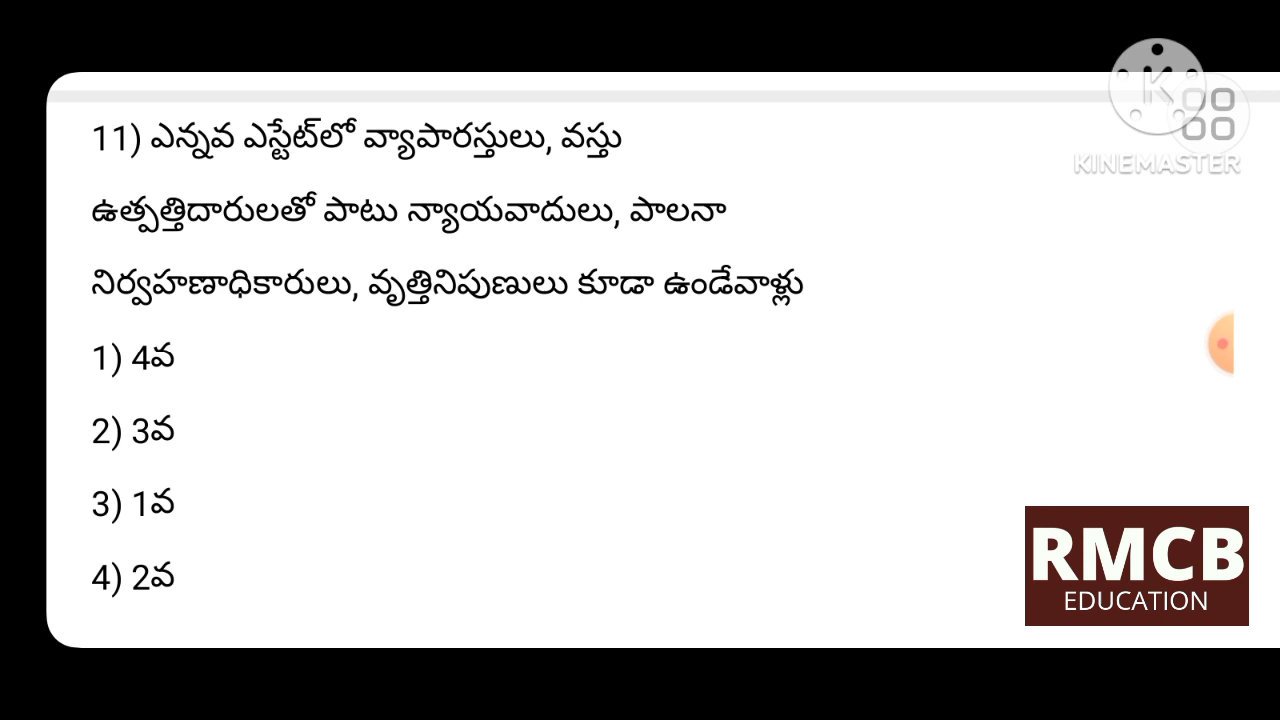 KINEMASTER
11) ఎన్నవ ఎస్టేట్‌లో వ్యాపారస్తులు, వస్తు
ఉత్పత్తిదారులతో పాటు న్యాయవాదులు, పాలనా
నిర్వహణాధికారులు, వృత్తినిపుణులు కూడా ఉండేవాళ్లు
1) 4వ
2) 3వ
3) 1వ
4) 2వ
RMCB
EDUCATION